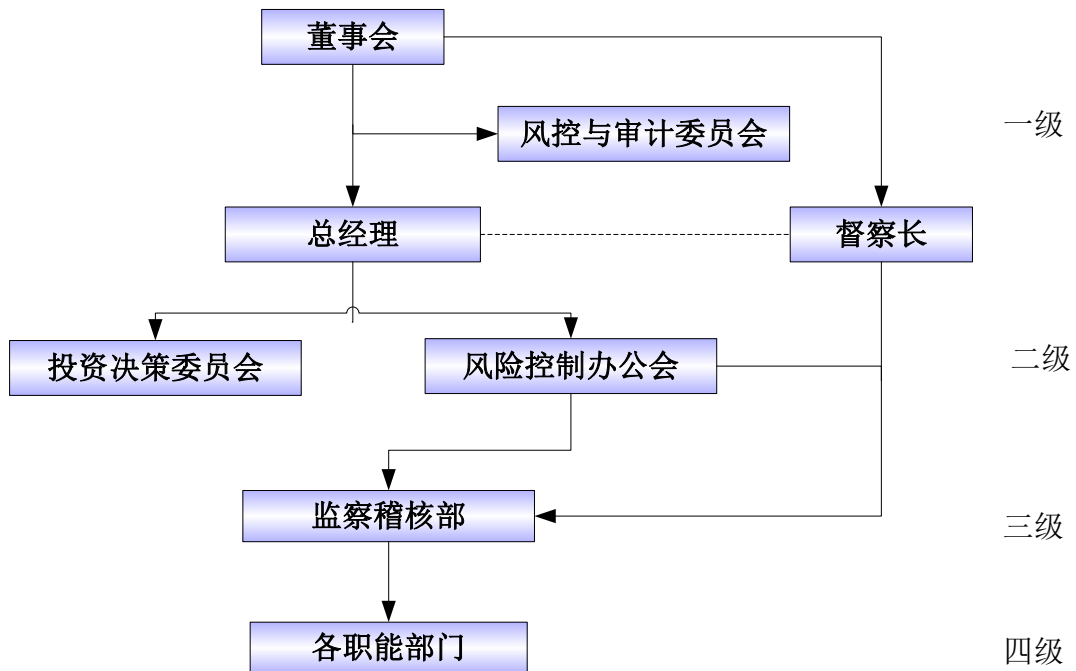 董事会
风控与审计委员会
一级
总经理
督察长
投资决策委员会
风险控制办公会
二级
监察稽核部
三级
各职能部门
四级